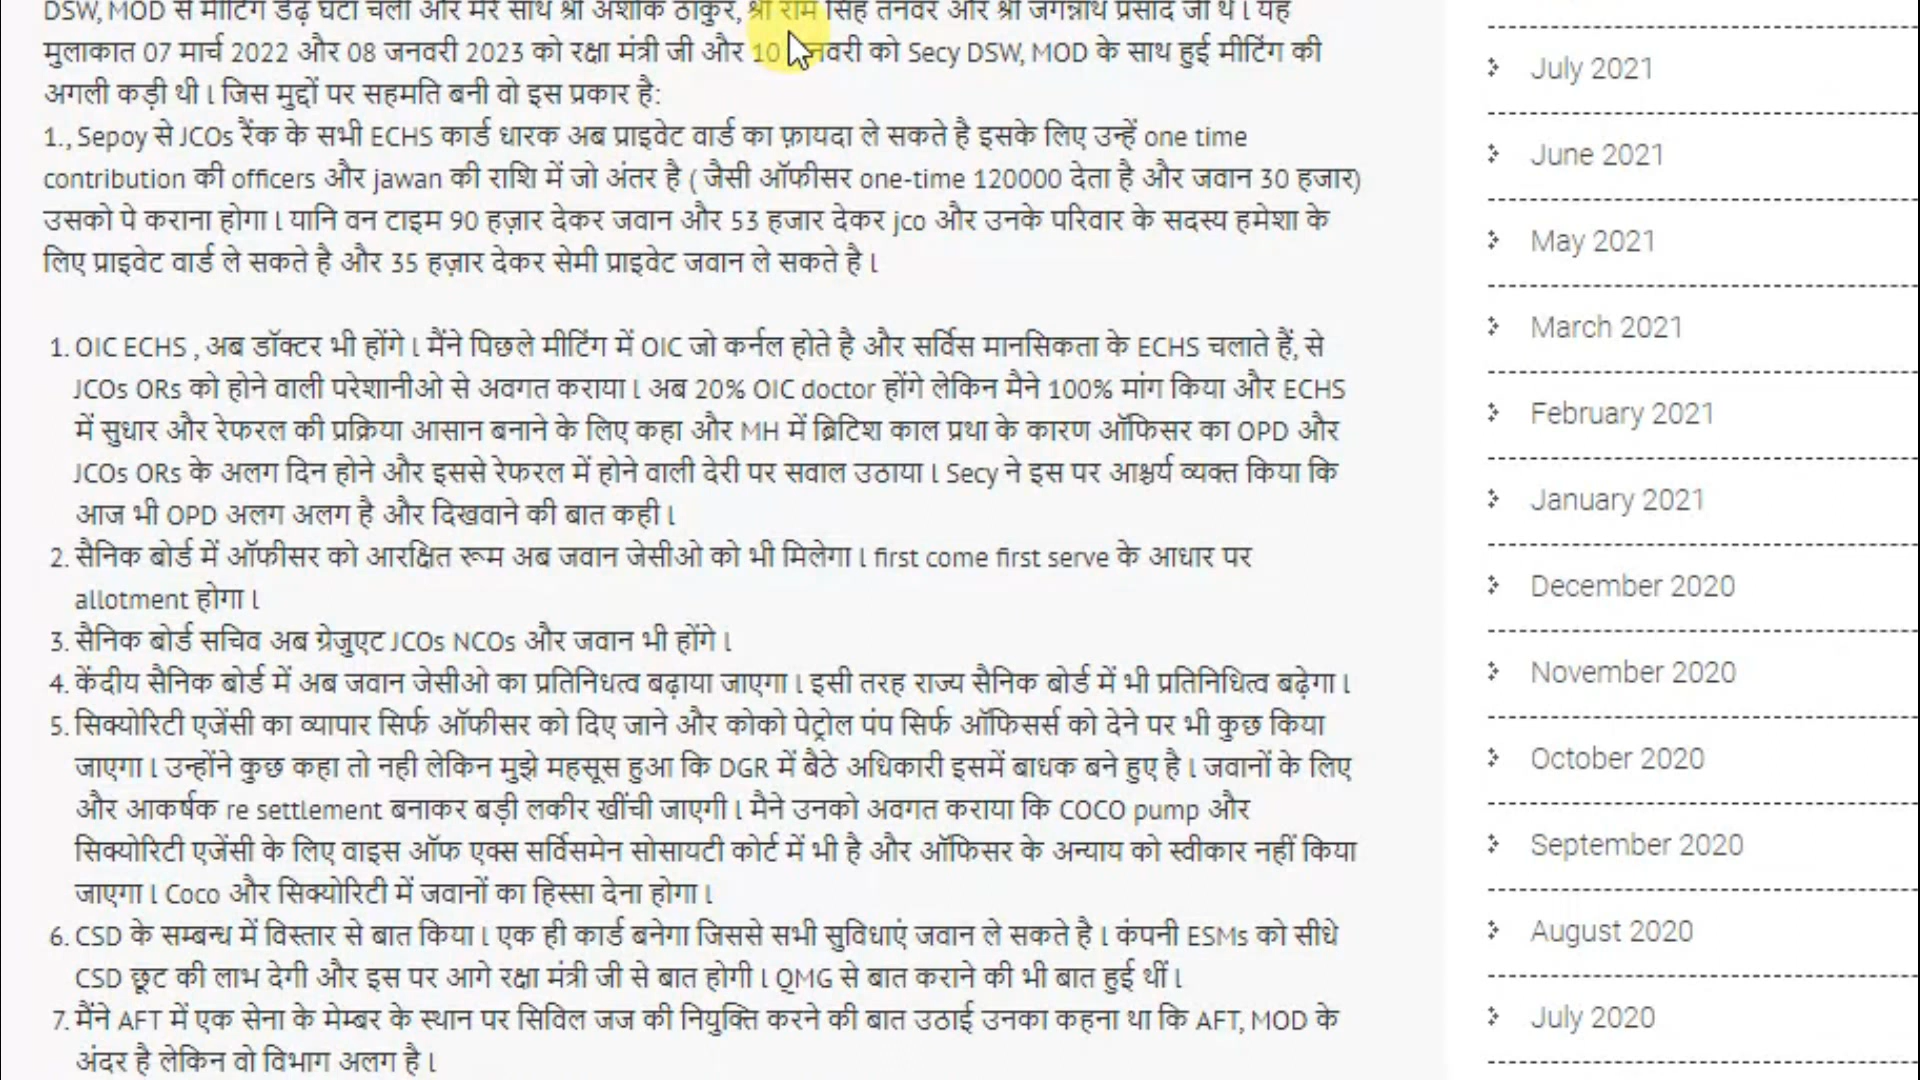 DSW, MOD से मीटिंग डेढ़ घंटा चली और मेरे साथ श्री अशोक ठाकुर, श्री राम सिंह तनवर और श्री जगन्नाथ प्रसाद जी थे l यह
मुलाकात 07 मार्च 2022 और 08 जनवरी 2023 को रक्षा मंत्री जी और 10 जनवरी को Secy DSW, MOD के साथ हुई मीटिंग की
अगली कड़ी थी l जिस मुद्दों पर सहमति बनी वो इस प्रकार है:
1., Sepoy से JCOs रैंक के सभी ECHS कार्ड धारक अब प्राइवेट वार्ड का फ़ायदा ले सकते है इसके लिए उन्हें one time
contribution की officers और jawan की राशि में जो अंतर है ( जैसी ऑफीसर one-time 120000 देता है और जवान 30 हजार)
उसको पे कराना होगा l यानि वन टाइम 90 हज़ार देकर जवान और 53 हजार देकर jco और उनके परिवार के सदस्य हमेशा के
लिए प्राइवेट वार्ड ले सकते है और 35 हज़ार देकर सेमी प्राइवेट जवान ले सकते है l
1. OIC ECHS , अब डॉक्टर भी होंगे l मैंने पिछले मीटिंग में OIC जो कर्नल होते है और सर्विस मानसिकता के ECHS चलाते हैं, से
JCOs ORs को होने वाली परेशानीओ से अवगत कराया l अब 20% OIC doctor होंगे लेकिन मैने 100% मांग किया और ECHS
में सुधार और रेफरल की प्रक्रिया आसान बनाने के लिए कहा और MH में ब्रिटिश काल प्रथा के कारण ऑफिसर का OPD और
JCOs ORs के अलग दिन होने और इससे रेफरल में होने वाली देरी पर सवाल उठाया l Secy ने इस पर आश्चर्य व्यक्त किया कि
आज भी OPD अलग अलग है और दिखवाने की बात कही l
2. सैनिक बोर्ड में ऑफीसर को आरक्षित रूम अब जवान जेसीओ को भी मिलेगा l first come first serve के आधार पर
allotment होगा l
3. सैनिक बोर्ड सचिव अब ग्रेजुएट JCOs NCOs और जवान भी होंगे l
4. केंदीय सैनिक बोर्ड में अब जवान जेसीओ का प्रतिनिधत्व बढ़ाया जाएगा l इसी तरह राज्य सैनिक बोर्ड में भी प्रतिनिधित्व बढ़ेगा l
5. सिक्योरिटी एजेंसी का व्यापार सिर्फ ऑफीसर को दिए जाने और कोको पेट्रोल पंप सिर्फ ऑफिसर्स को देने पर भी कुछ किया
जाएगा l उन्होंने कुछ कहा तो नही लेकिन मुझे महसूस हुआ कि DGR में बैठे अधिकारी इसमें बाधक बने हुए है l जवानों के लिए
और आकर्षक re settlement बनाकर बड़ी लकीर खींची जाएगी l मैने उनको अवगत कराया कि COCO pump और
सिक्योरिटी एजेंसी के लिए वाइस ऑफ एक्स सर्विसमेन सोसायटी कोर्ट में भी है और ऑफिसर के अन्याय को स्वीकार नहीं किया
जाएगा l Coco और सिक्योरिटी में जवानों का हिस्सा देना होगा l
6. CSD के सम्बन्ध में विस्तार से बात किया l एक ही कार्ड बनेगा जिससे सभी सुविधाएं जवान ले सकते है l कंपनी ESMs को सीधे
CSD छूट की लाभ देगी और इस पर आगे रक्षा मंत्री जी से बात होगी l QMG से बात कराने की भी बात हुई थीं l
7. मैंने AFT में एक सेना के मेम्बर के स्थान पर सिविल जज की नियुक्ति करने की बात उठाई उनका कहना था कि AFT, MOD के
अंदर है लेकिन वो विभाग अलग है l
July 2021
June 2021
May 2021
March 2021
February 2021
January 2021
December 2020
November 2020
October 2020
September 2020
August 2020
July 2020